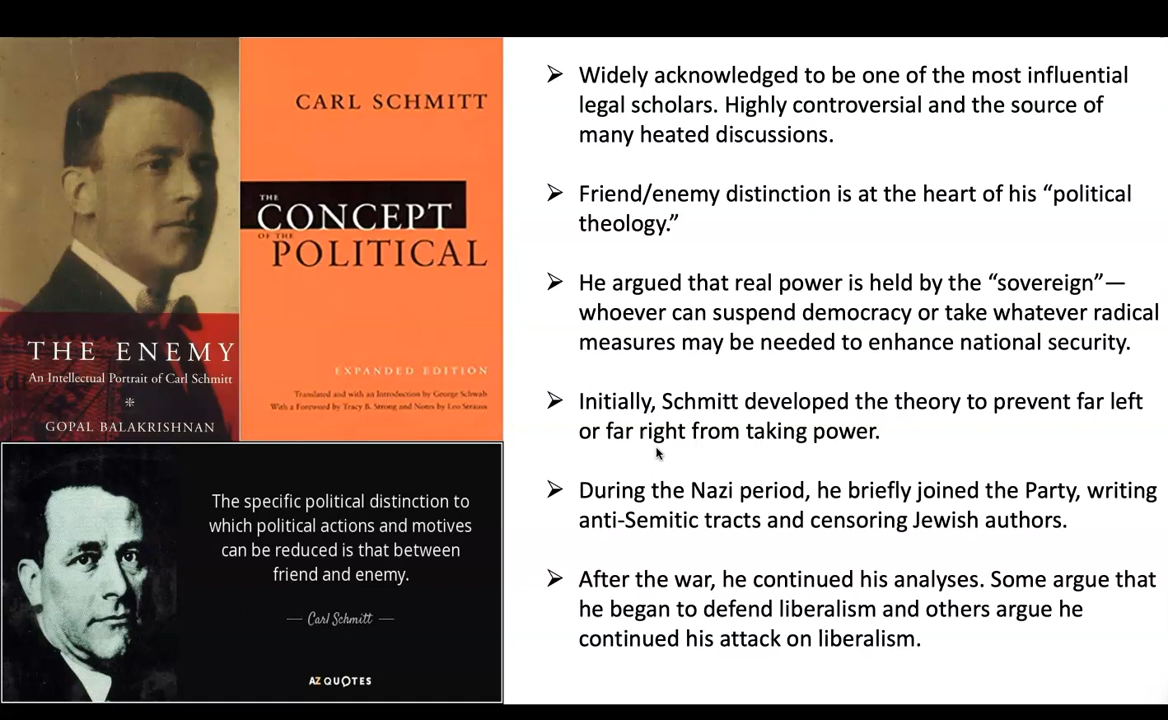 THE ENEMY
An Intellectual Portrait of Carl Schmitt
GOPAL BALAKRISHNAN
CARL SCHMITT
THE
CONCEPT
OF THE
POLITICAL
EXPANDED EDITION
Translated and with an Introduction by George Schwab
With a Foreword by Tracy B. Strong and Notes by Leo Strauss
The specific political distinction to
which political actions and motives
can be reduced is that between
friend and enemy.
— Carl Schmitt —
AZ QUOTES
➢ Widely acknowledged to be one of the most influential
legal scholars. Highly controversial and the source of
many heated discussions.
➢ Friend/enemy distinction is at the heart of his “political
theology.”
➢ He argued that real power is held by the “sovereign”—
whoever can suspend democracy or take whatever radical
measures may be needed to enhance national security.
➢ Initially, Schmitt developed the theory to prevent far left
or far right from taking power.
➢ During the Nazi period, he briefly joined the Party, writing
anti-Semitic tracts and censoring Jewish authors.
➢ After the war, he continued his analyses. Some argue that
he began to defend liberalism and others argue he
continued his attack on liberalism.